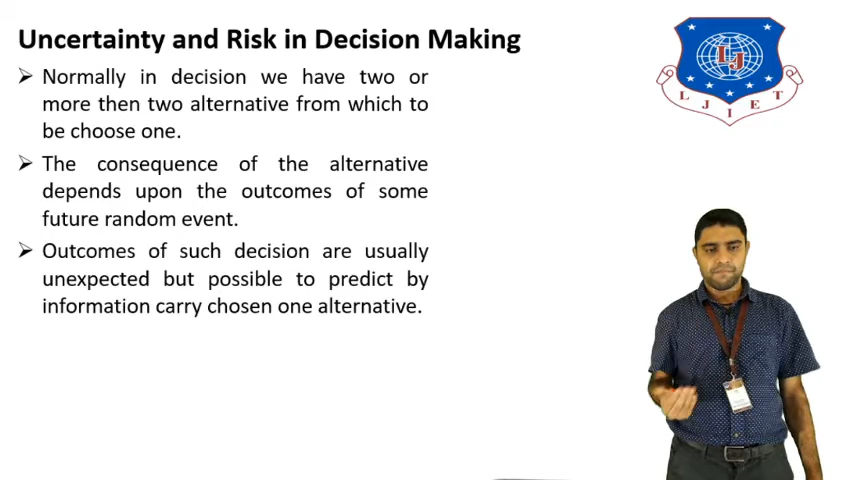 Uncertainty and Risk in Decision Making
➢ Normally in decision we have two or
more then two alternative from which to
be choose one.
➢ The consequence of the alternative
depends upon the outcomes of some
future random event.
➢ Outcomes of such decision are usually
unexpected but possible to predict by
information carry chosen one alternative.
LJ
LJIET